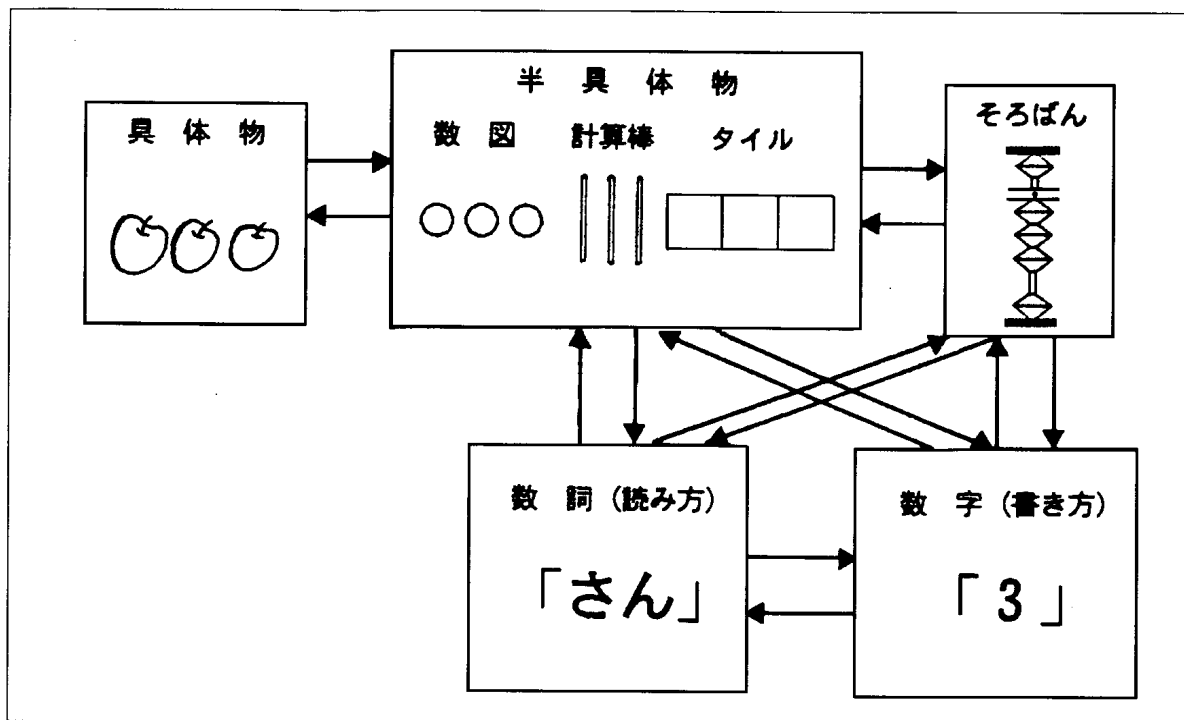 半具体物
具体物
数図 計算棒 タイル
そろばん
数詞(読み方)
「さん」
数字(書き方)
「3」